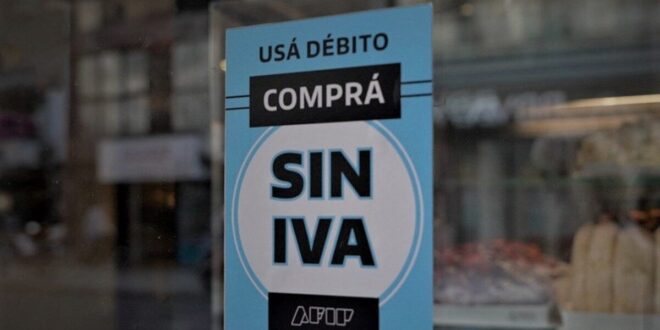 USÁ DÉBITO
COMPRÁ
SIN
IVA
AFIP